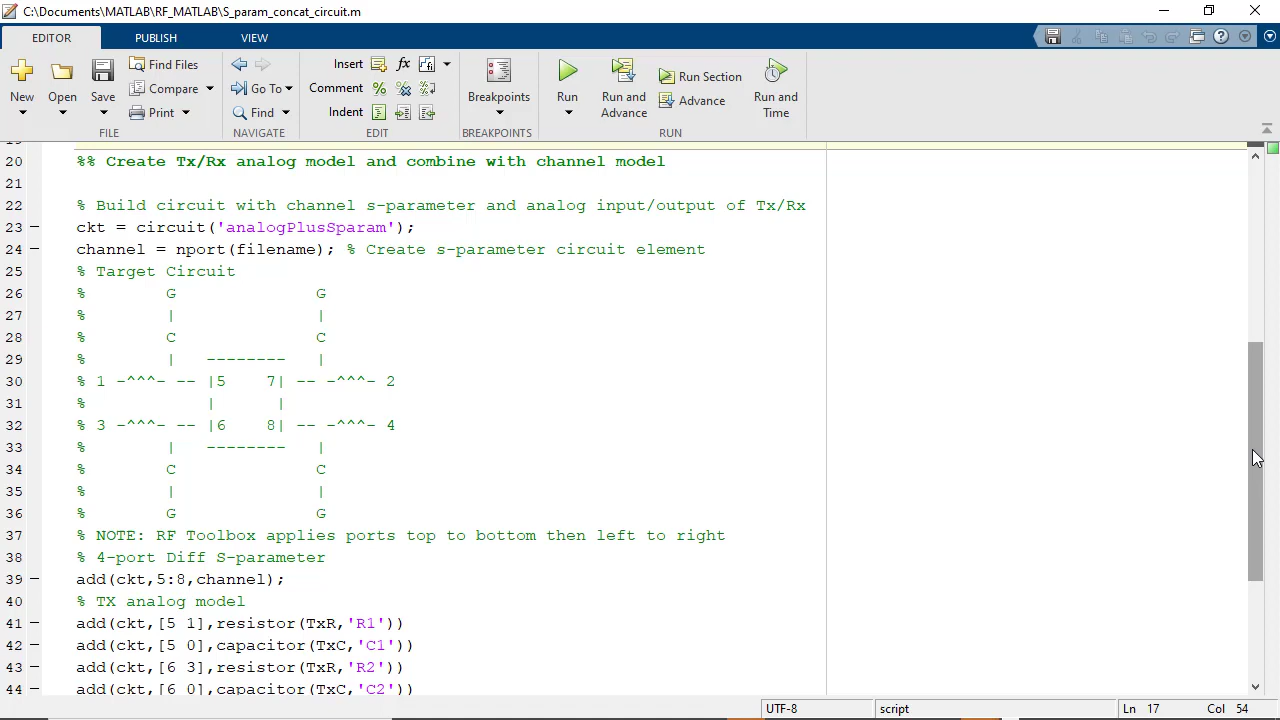 C:\Documents\MATLAB\RF_MATLAB\S_param_concat_circuit.m
EDITOR PUBLISH VIEW
New Open Save Find Files Compare Print
Go To Find
Insert fx Comment % Indent
Breakpoints
Run Run and Advance Run Section Advance Run and Time
FILE NAVIGATE EDIT BREAKPOINTS RUN
19
20 %% Create Tx/Rx analog model and combine with channel model
21
22 % Build circuit with channel s-parameter and analog input/output of Tx/Rx
23 — ckt = circuit('analogPlusSparam');
24 — channel = nport(filename); % Create s-parameter circuit element
25 % Target Circuit
26 %        G              G
27 %        |              |
28 %        C              C
29 %        |   --------   |
30 % 1 -^^^- -- |5    7| -- -^^^- 2
31 %            |      |
32 % 3 -^^^- -- |6    8| -- -^^^- 4
33 %        |   --------   |
34 %        C              C
35 %        |              |
36 %        G              G
37 % NOTE: RF Toolbox applies ports top to bottom then left to right
38 % 4-port Diff S-parameter
39 — add(ckt,5:8,channel);
40 % TX analog model
41 — add(ckt,[5 1],resistor(TxR,'R1'))
42 — add(ckt,[5 0],capacitor(TxC,'C1'))
43 — add(ckt,[6 3],resistor(TxR,'R2'))
44 — add(ckt,[6 0],capacitor(TxC,'C2'))
UTF-8 script Ln 17 Col 54